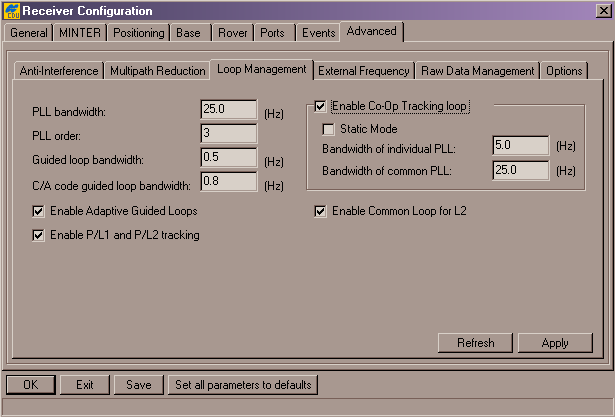 CDU Receiver Configuration
General MINTER Positioning Base Rover Ports Events Advanced
Anti-Interference Multipath Reduction Loop Management External Frequency Raw Data Management Options
PLL bandwidth: 25.0 (Hz) Enable Co-Op Tracking loop
PLL order: 3 Static Mode
Guided loop bandwidth: 0.5 (Hz) Bandwidth of individual PLL: 5.0 (Hz)
C/A code guided loop bandwidth: 0.8 (Hz) Bandwidth of common PLL: 25.0 (Hz)
Enable Adaptive Guided Loops Enable Common Loop for L2
Enable P/L1 and P/L2 tracking
Refresh Apply
OK Exit Save Set all parameters to defaults